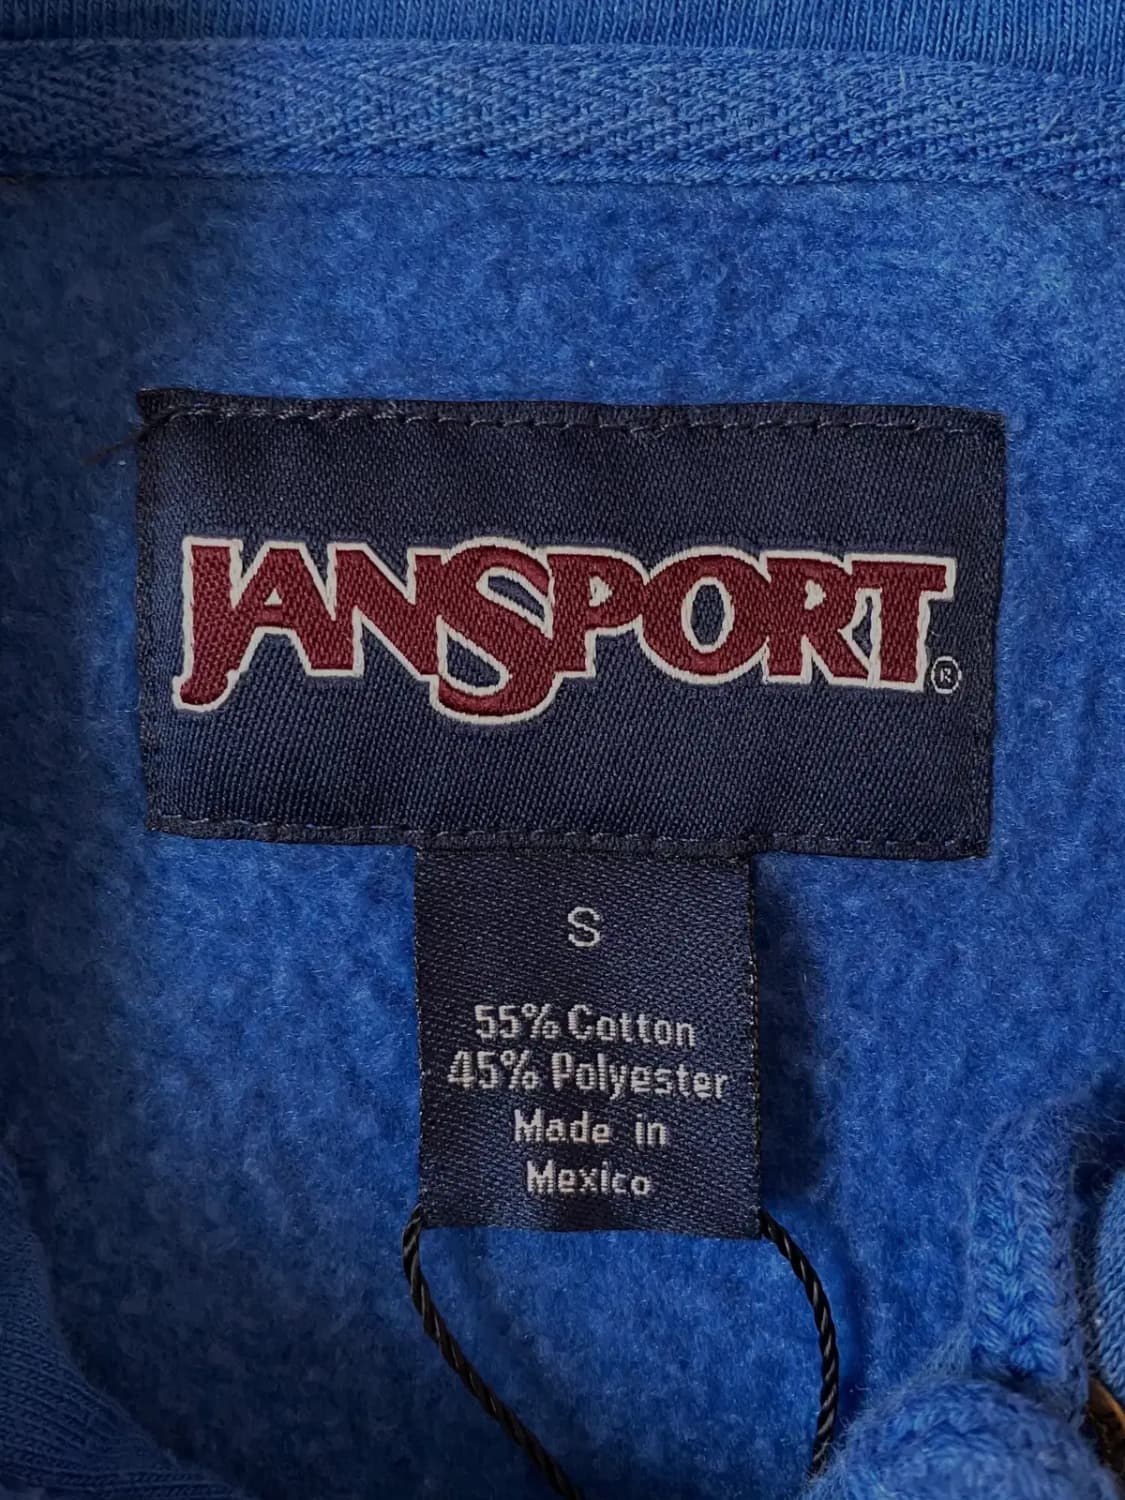 JANSPORT®
S
55% Cotton
45% Polyester
Made in
Mexico